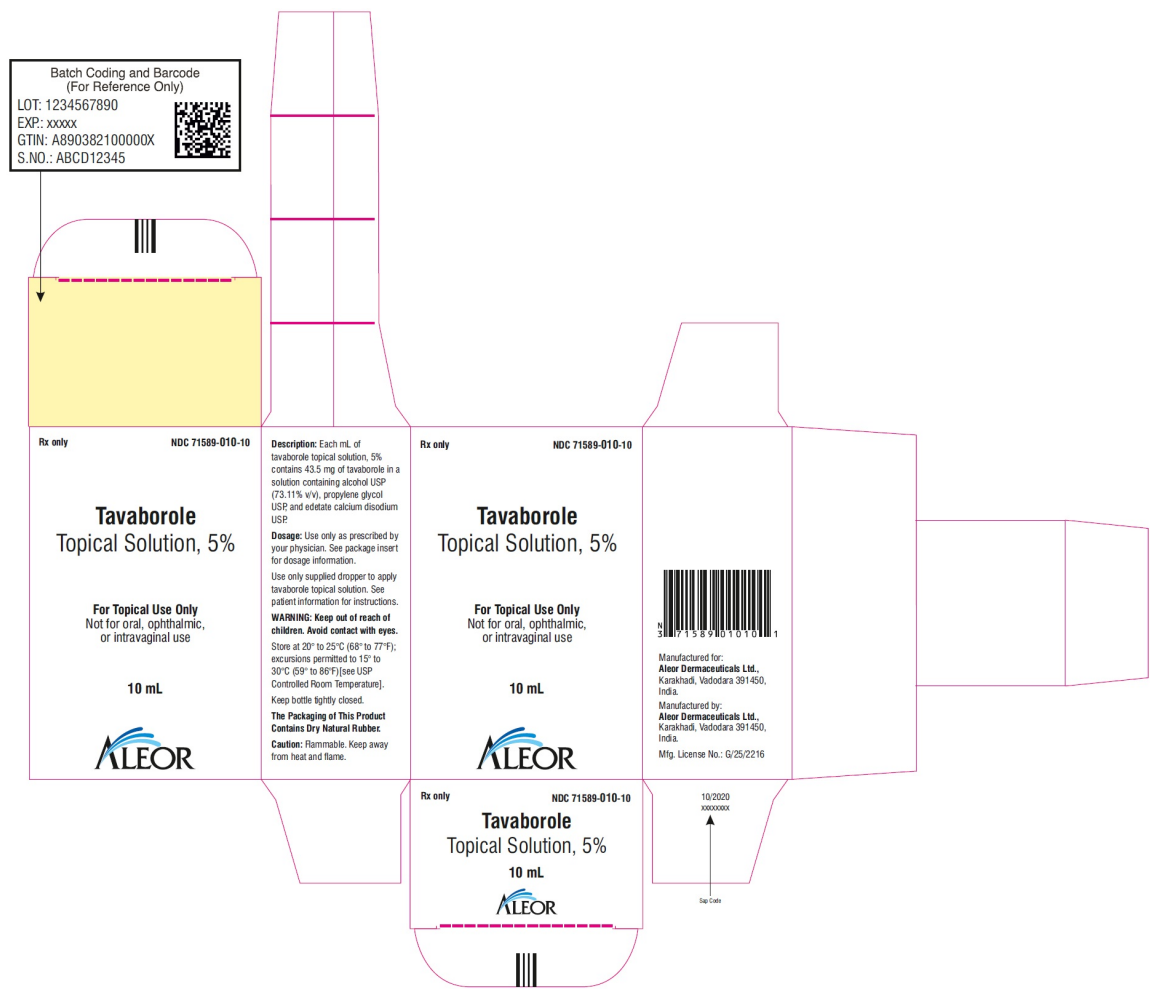 Batch Coding and Barcode
(For Reference Only)
LOT: 1234567890
EXP.: xxxxx
GTIN: A890382100000X
S.NO.: ABCD12345
Rx only NDC 71589-010-10
Tavaborole
Topical Solution, 5%
For Topical Use Only
Not for oral, ophthalmic,
or intravaginal use
10 mL
ALEOR
Description: Each mL of
tavaborole topical solution, 5%
contains 43.5 mg of tavaborole in a
solution containing alcohol USP
(73.11% v/v), propylene glycol
USP, and edetate calcium disodium
USP.
Dosage: Use only as prescribed by
your physician. See package insert
for dosage information.
Use only supplied dropper to apply
tavaborole topical solution. See
patient information for instructions.
WARNING: Keep out of reach of
children. Avoid contact with eyes.
Store at 20° to 25°C (68° to 77°F);
excursions permitted to 15° to
30°C (59° to 86°F)[see USP
Controlled Room Temperature].
Keep bottle tightly closed.
The Packaging of This Product
Contains Dry Natural Rubber.
Caution: Flammable. Keep away
from heat and flame.
Rx only NDC 71589-010-10
Tavaborole
Topical Solution, 5%
For Topical Use Only
Not for oral, ophthalmic,
or intravaginal use
10 mL
ALEOR
N
3 71589 01010 1
Manufactured for:
Aleor Dermaceuticals Ltd.,
Karakhadi, Vadodara 391450,
India.
Manufactured by:
Aleor Dermaceuticals Ltd.,
Karakhadi, Vadodara 391450,
India.
Mfg. License No.: G/25/2216
Rx only NDC 71589-010-10
Tavaborole
Topical Solution, 5%
10 mL
ALEOR
10/2020
xxxxxxxx
Sap Code